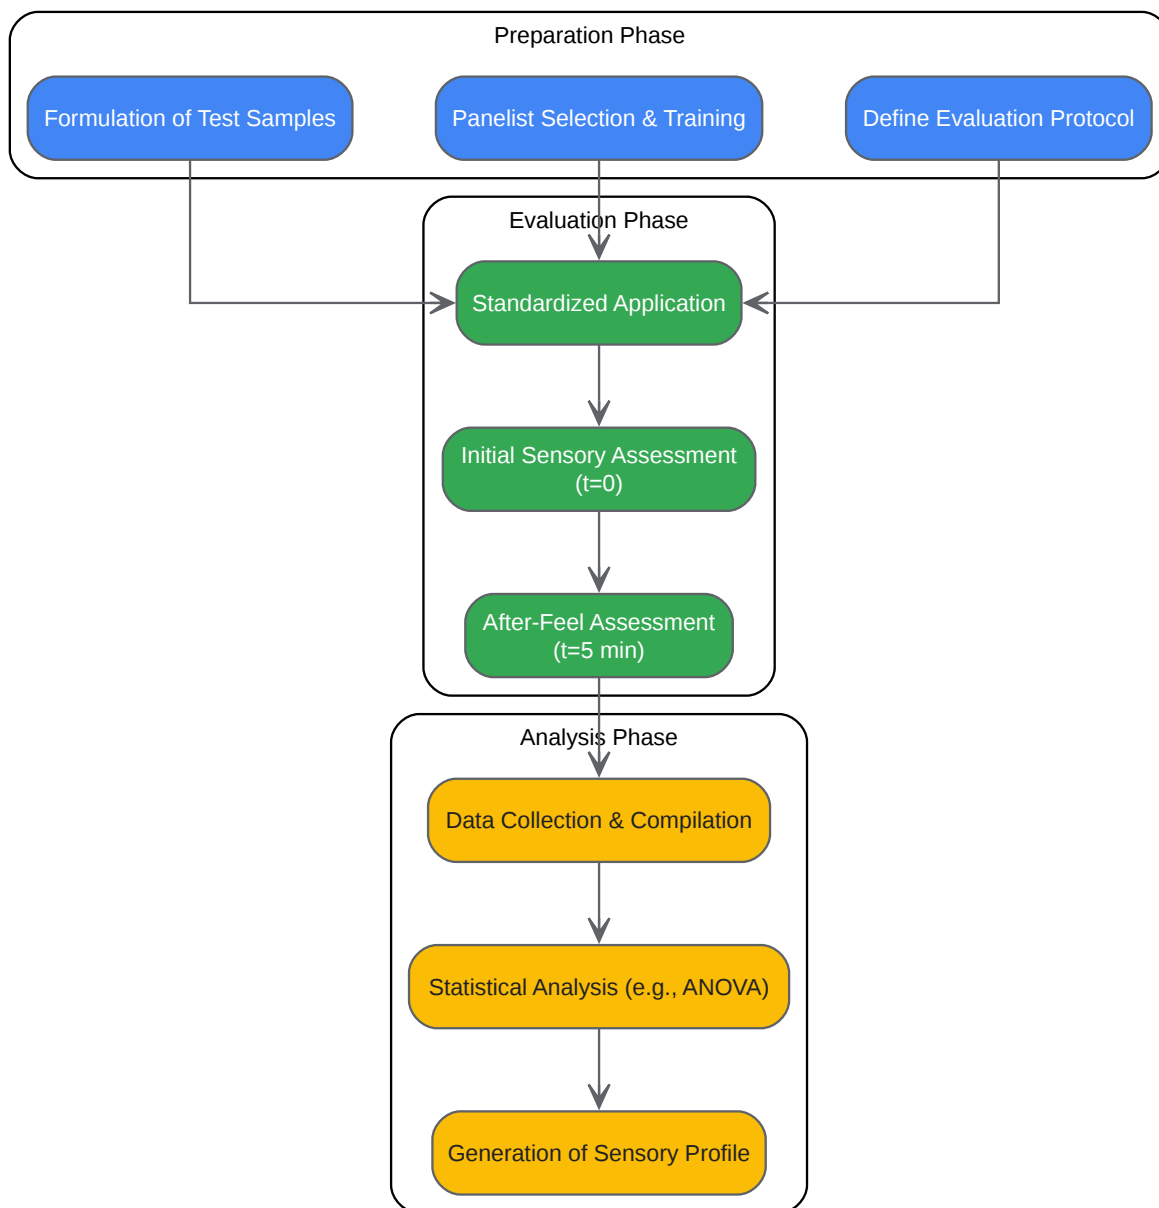 Preparation Phase
Formulation of Test Samples
Panelist Selection & Training
Define Evaluation Protocol
Evaluation Phase
Standardized Application
Initial Sensory Assessment
(t=0)
After-Feel Assessment
(t=5 min)
Analysis Phase
Data Collection & Compilation
Statistical Analysis (e.g., ANOVA)
Generation of Sensory Profile